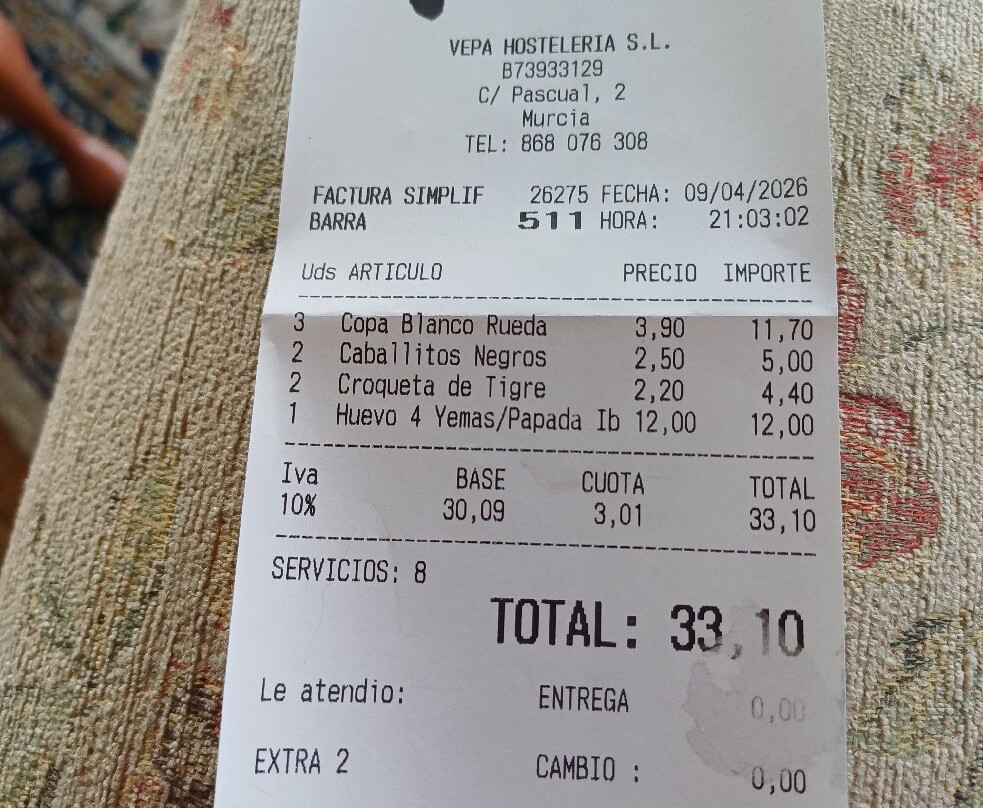 VEPA HOSTELERIA S.L.
B73933129
C/ Pascual, 2
Murcia
TEL: 868 076 308
FACTURA SIMPLIF 26275 FECHA: 09/04/2026
BARRA 511 HORA: 21:03:02
Uds ARTICULO PRECIO IMPORTE
3 Copa Blanco Rueda 3,90 11,70
2 Caballitos Negros 2,50 5,00
2 Croqueta de Tigre 2,20 4,40
1 Huevo 4 Yemas/Papada Ib 12,00 12,00
Iva BASE CUOTA TOTAL
10% 30,09 3,01 33,10
SERVICIOS: 8
TOTAL: 33,10
Le atendio: ENTREGA 0,00
EXTRA 2 CAMBIO : 0,00